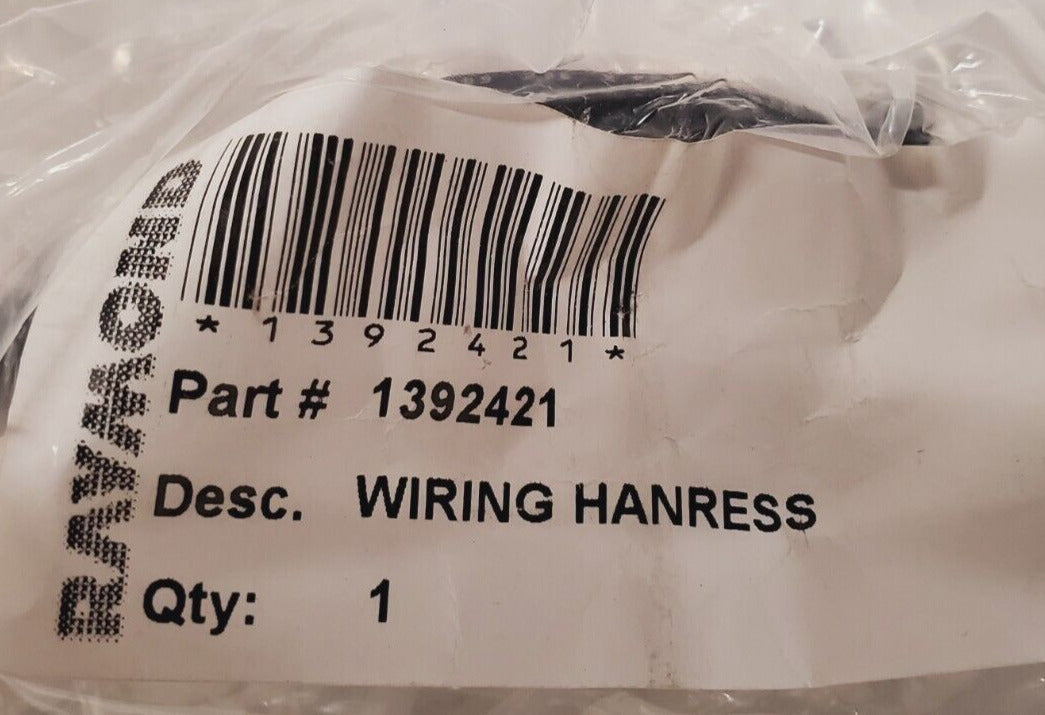 RAYMOND
*1392421*
Part # 1392421
Desc. WIRING HANRESS
Qty: 1